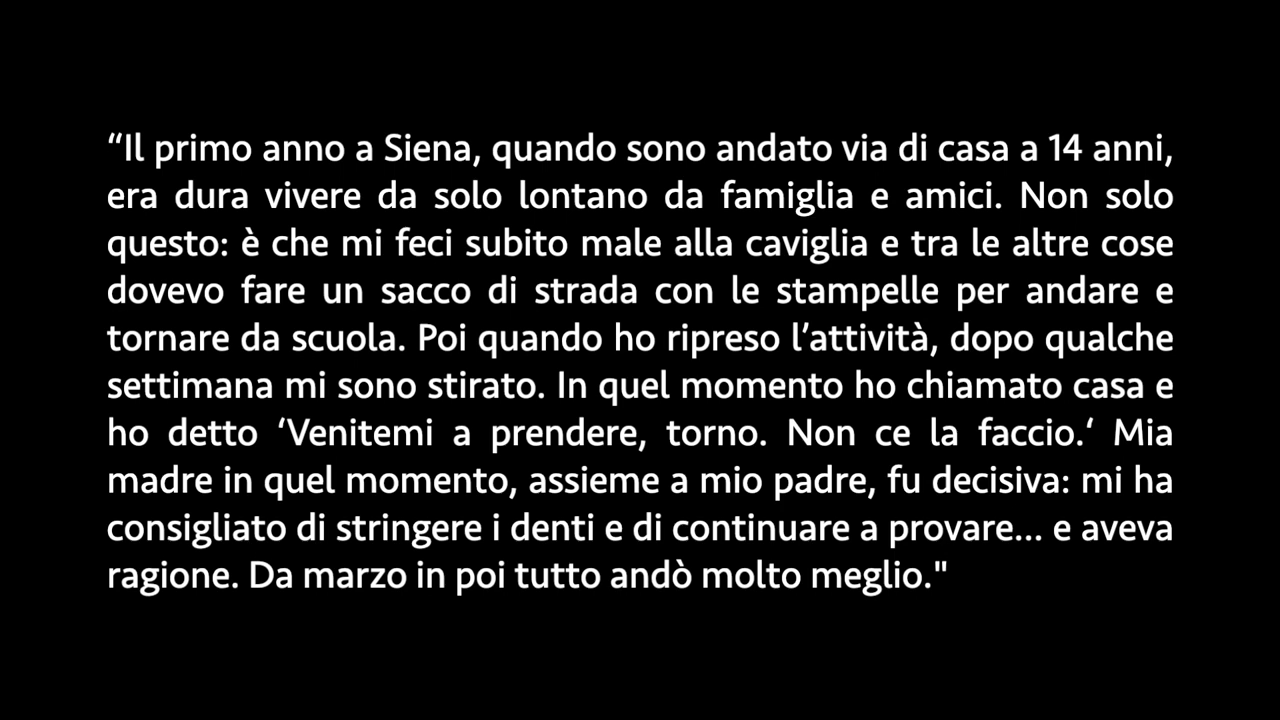 “Il primo anno a Siena, quando sono andato via di casa a 14 anni,
era dura vivere da solo lontano da famiglia e amici. Non solo
questo: è che mi feci subito male alla caviglia e tra le altre cose
dovevo fare un sacco di strada con le stampelle per andare e
tornare da scuola. Poi quando ho ripreso l’attività, dopo qualche
settimana mi sono stirato. In quel momento ho chiamato casa e
ho detto ‘Venitemi a prendere, torno. Non ce la faccio.‘ Mia
madre in quel momento, assieme a mio padre, fu decisiva: mi ha
consigliato di stringere i denti e di continuare a provare... e aveva
ragione. Da marzo in poi tutto andò molto meglio."